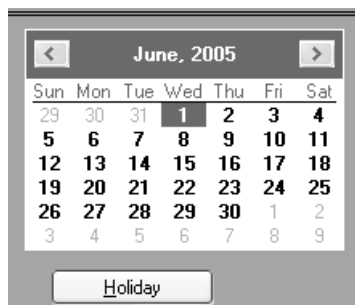 < June, 2005 >
Sun Mon Tue Wed Thu Fri Sat
29 30 31 1 2 3 4
5 6 7 8 9 10 11
12 13 14 15 16 17 18
19 20 21 22 23 24 25
26 27 28 29 30 1 2
3 4 5 6 7 8 9
Holiday